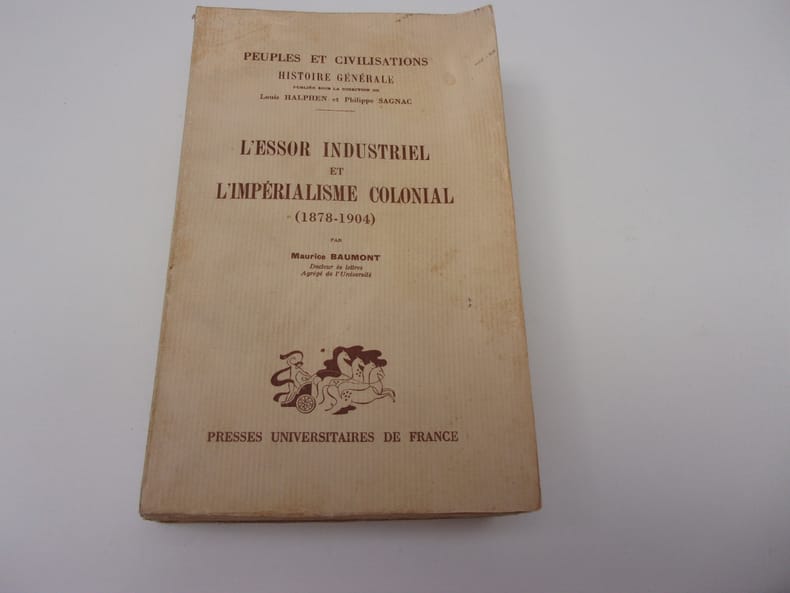 PEUPLES ET CIVILISATIONS
HISTOIRE GÉNÉRALE
PUBLIÉE SOUS LA DIRECTION DE
Louis HALPHEN et Philippe SAGNAC
L'ESSOR INDUSTRIEL
ET
L'IMPÉRIALISME COLONIAL
(1878-1904)
PAR
Maurice BAUMONT
Docteur ès lettres
Agrégé de l'Université
PRESSES UNIVERSITAIRES DE FRANCE